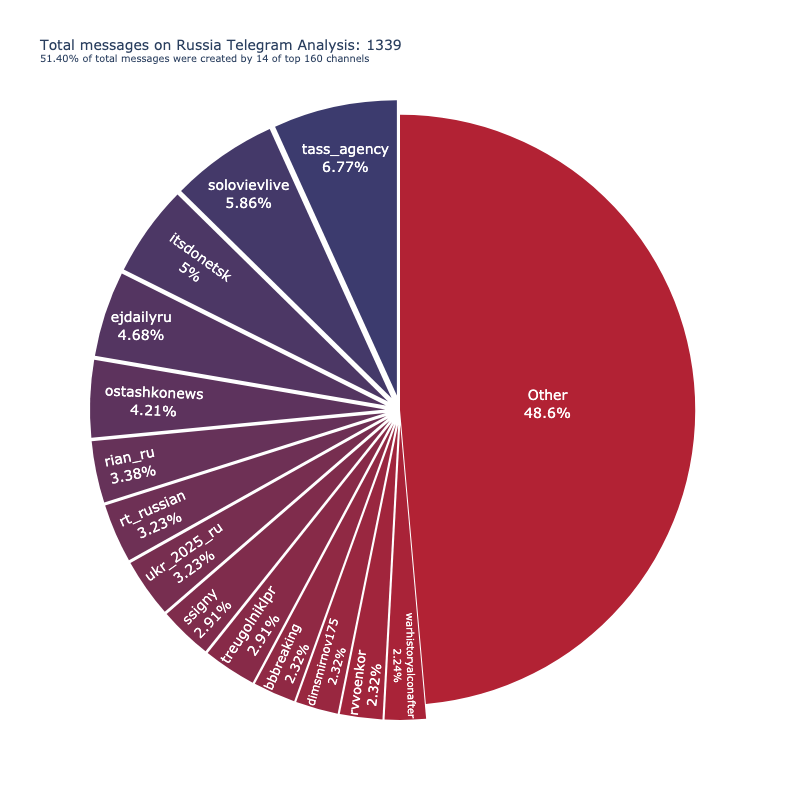 Total messages on Russia Telegram Analysis: 1339
51.40% of total messages were created by 14 of top 160 channels
tass_agency
6.77%
solovievlive
5.86%
itsdonetsk
5%
ejdailyru
4.68%
ostashkonews
4.21%
rian_ru
3.38%
rt_russian
3.23%
ukr_2025_ru
3.23%
ssigny
2.91%
treugolniklpr
2.91%
bbbreaking
2.32%
dimsmirnov175
2.32%
rvvoenkor
2.32%
warhistoryalconafter
2.24%
Other
48.6%